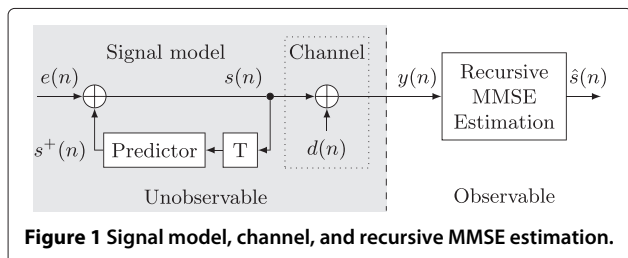 Signal model
Channel
e(n)
s(n)
y(n)
Recursive
MMSE
Estimation
ŝ(n)
s⁺(n)
Predictor
T
d(n)
Unobservable
Observable
Figure 1 Signal model, channel, and recursive MMSE estimation.